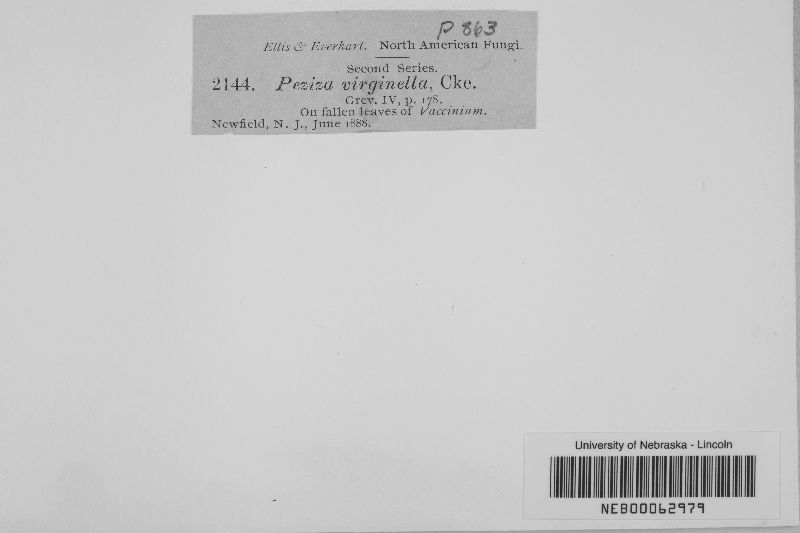 P 863
Ellis & Everhart. North American Fungi.
Second Series.
2144. Peziza virginella, Cke.
Grev. IV, p. 178.
On fallen leaves of Vaccinium.
Newfield, N. J., June 1888.
University of Nebraska - Lincoln
NEB00062979